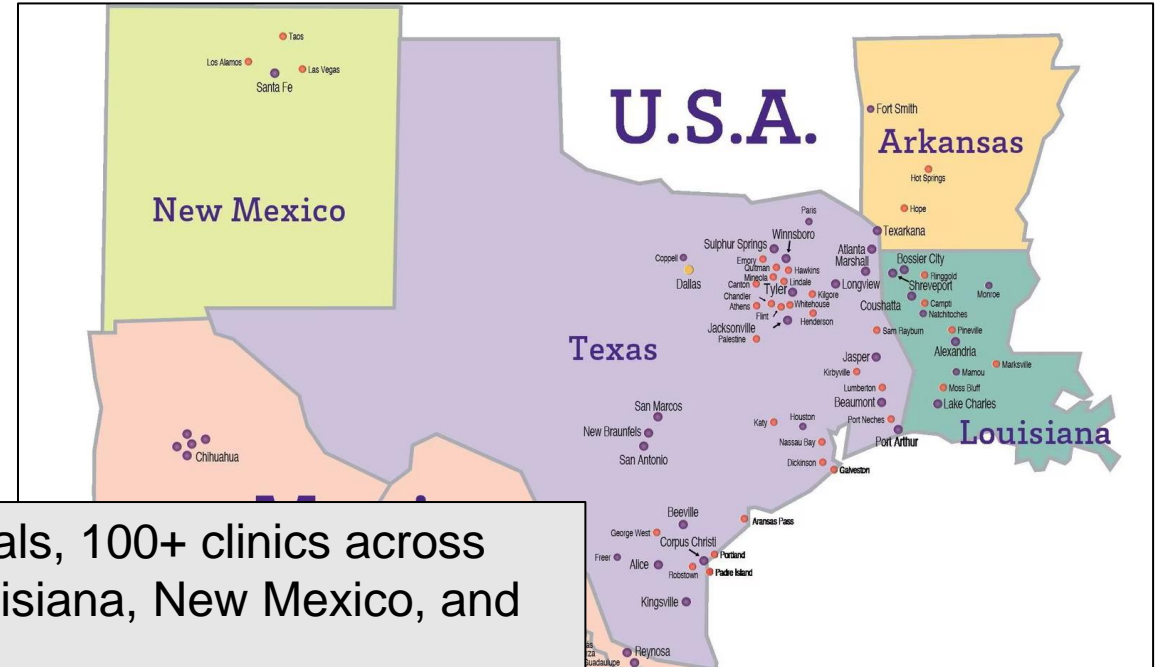 Taos
Los Alamos
Las Vegas
Santa Fe
New Mexico
U.S.A.
Fort Smith
Arkansas
Hot Springs
Hope
Texarkana
Paris
Winnsboro
Sulphur Springs
Atlanta
Marshall
Coppell
Dallas
Emory
Quitman
Hawkins
Mineola
Lindale
Canton
Tyler
Longview
Kilgore
Chandler
Whitehouse
Athens
Flint
Henderson
Jacksonville
Palestine
Bossier City
Ringgold
Shreveport
Monroe
Coushatta
Campti
Natchitoches
Sam Rayburn
Pineville
Alexandria
Marksville
Texas
Jasper
Kirbyville
Mamou
Lumberton
Moss Bluff
Beaumont
Lake Charles
San Marcos
New Braunfels
San Antonio
Katy
Houston
Port Neches
Port Arthur
Louisiana
Nassau Bay
Dickinson
Galveston
Chihuahua
Beeville
Aransas Pass
George West
Corpus Christi
Freer
Alice
Portland
Robstown
Padre Island
Kingsville
als, 100+ clinics across
isiana, New Mexico, and
Reynosa
Guadaulupe